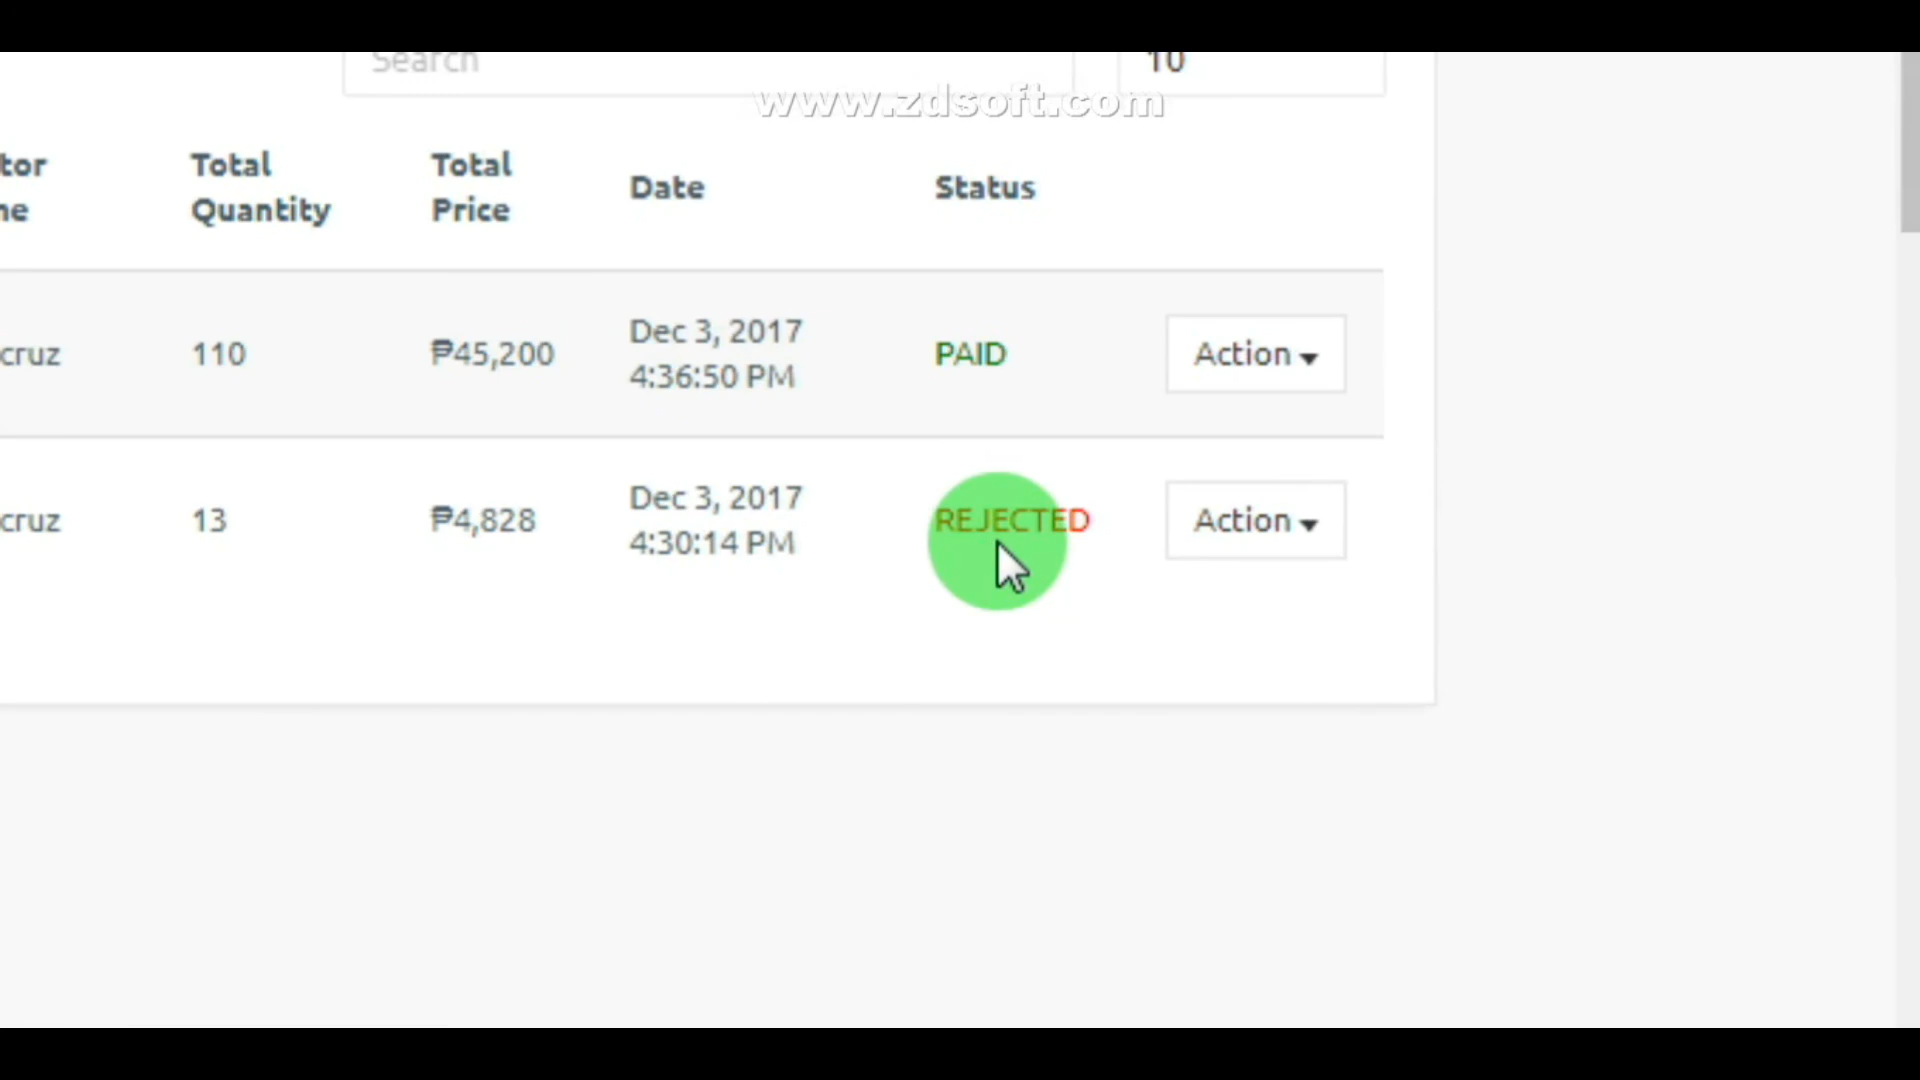 Search
10
www.zdsoft.com
Total
Total
Quantity
Price
Date
Status
cruz
110
₱45,200
Dec 3, 2017
4:36:50 PM
PAID
Action
cruz
13
₱4,828
Dec 3, 2017
4:30:14 PM
REJECTED
Action